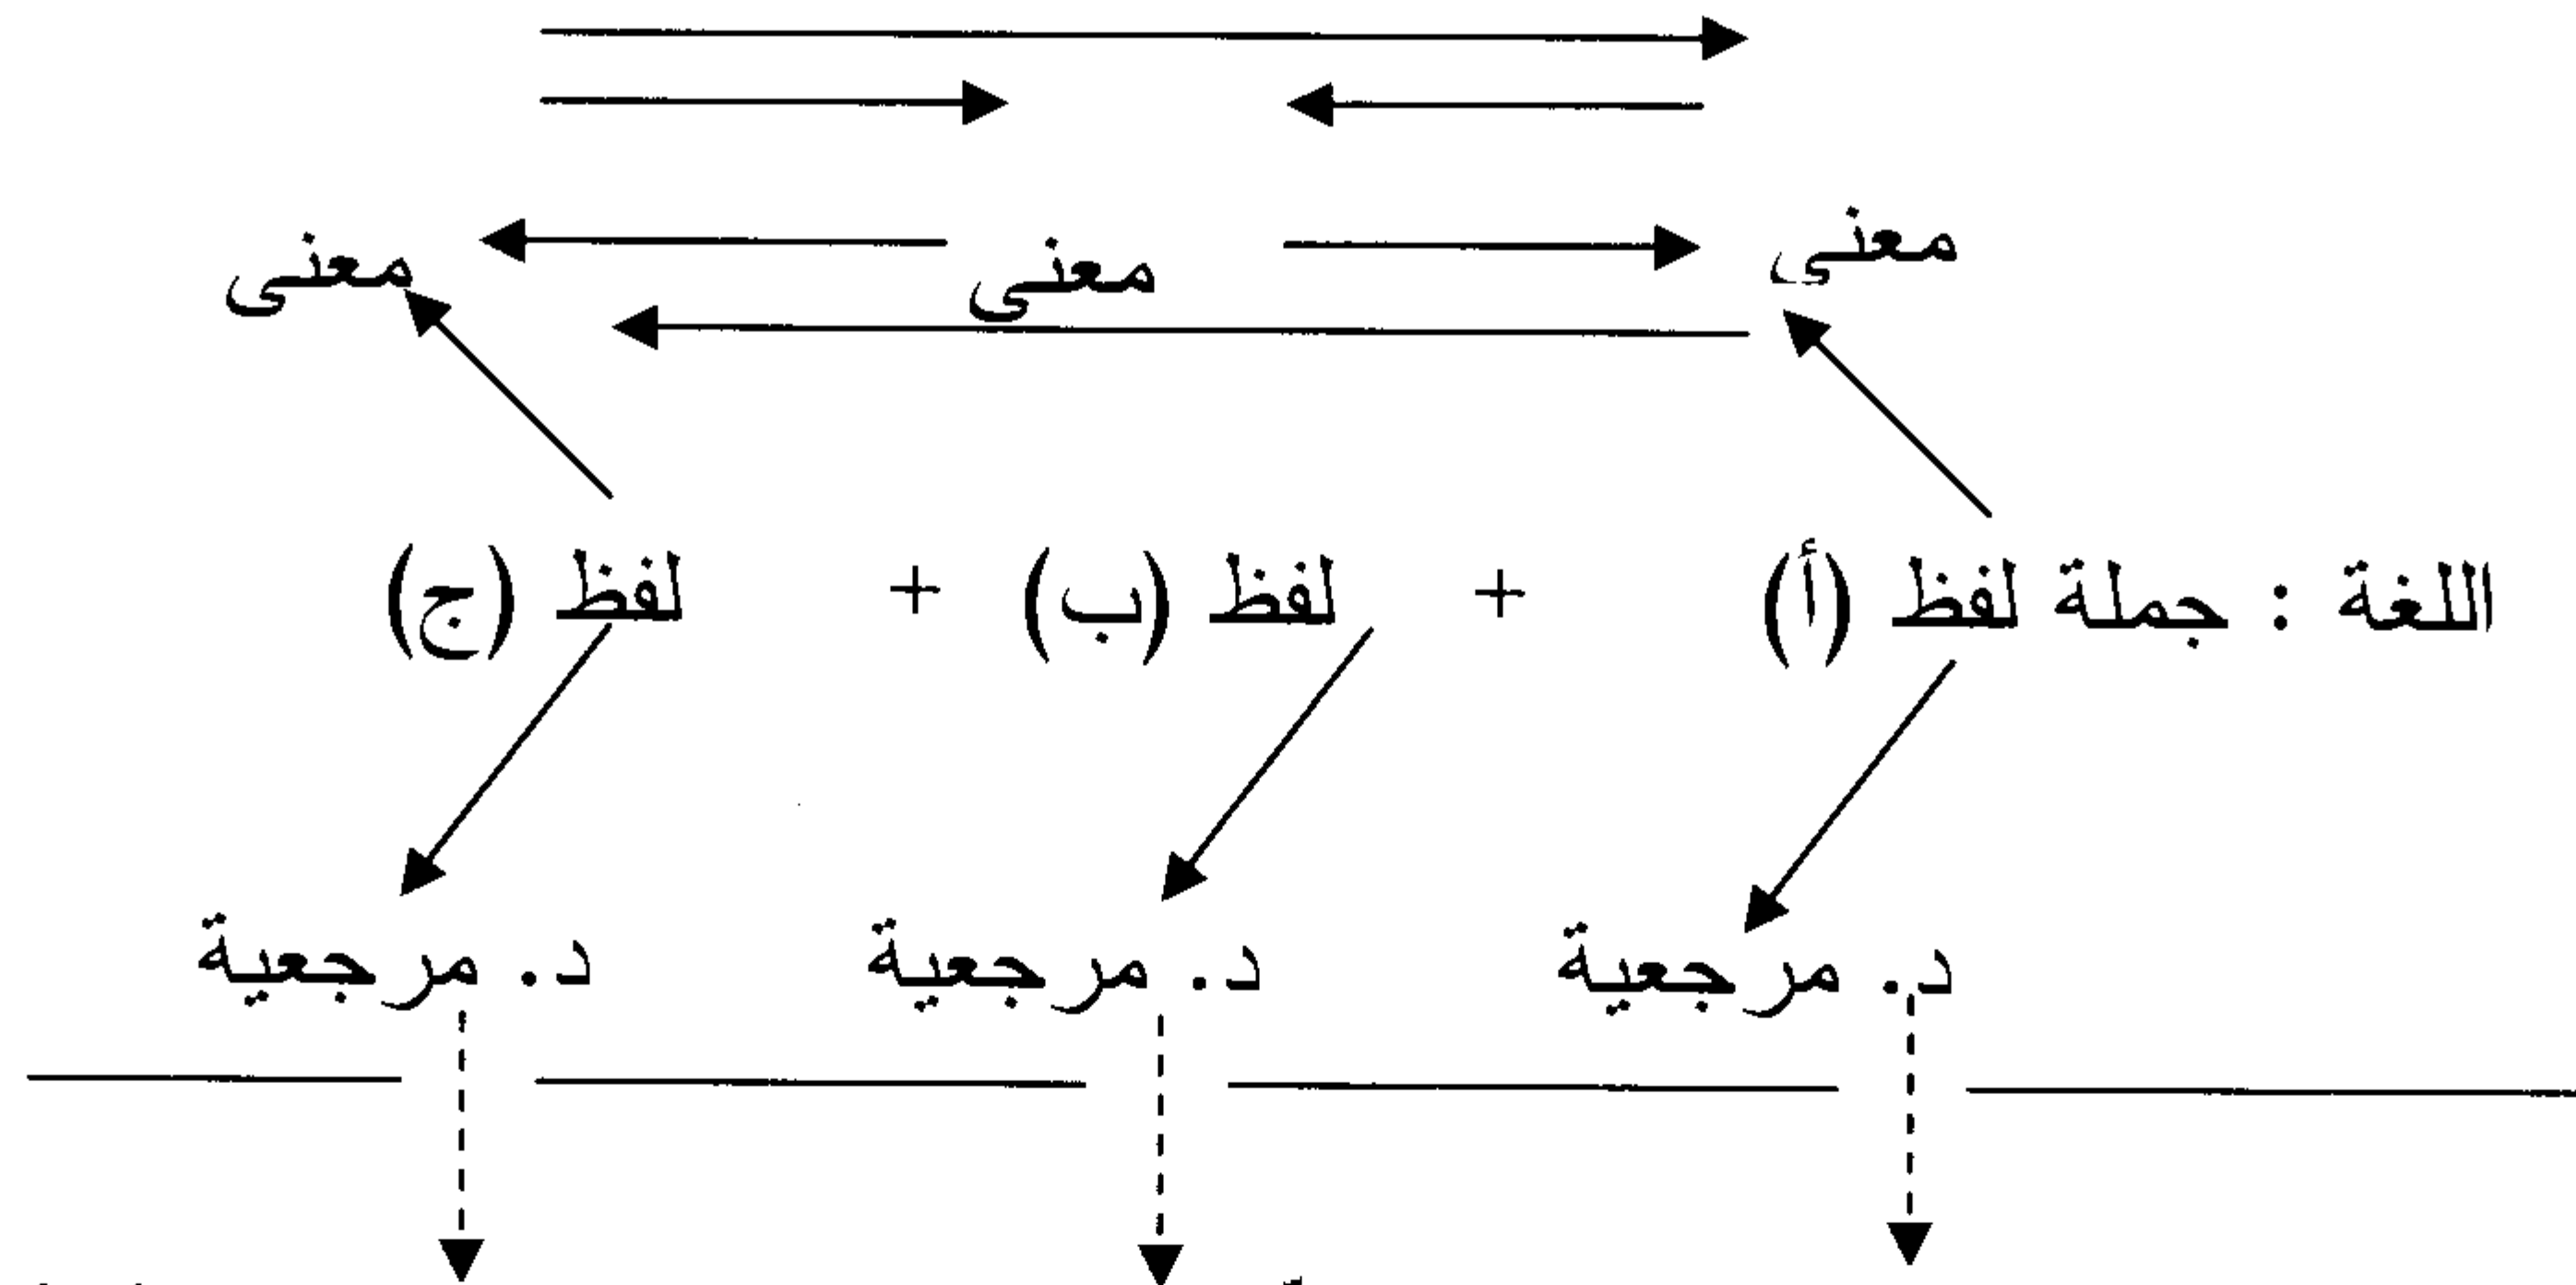 معنى معنى معنى
اللغة : جملة لفظ (أ) + لفظ (ب) + لفظ (ج)
د. مرجعية د. مرجعية د. مرجعية